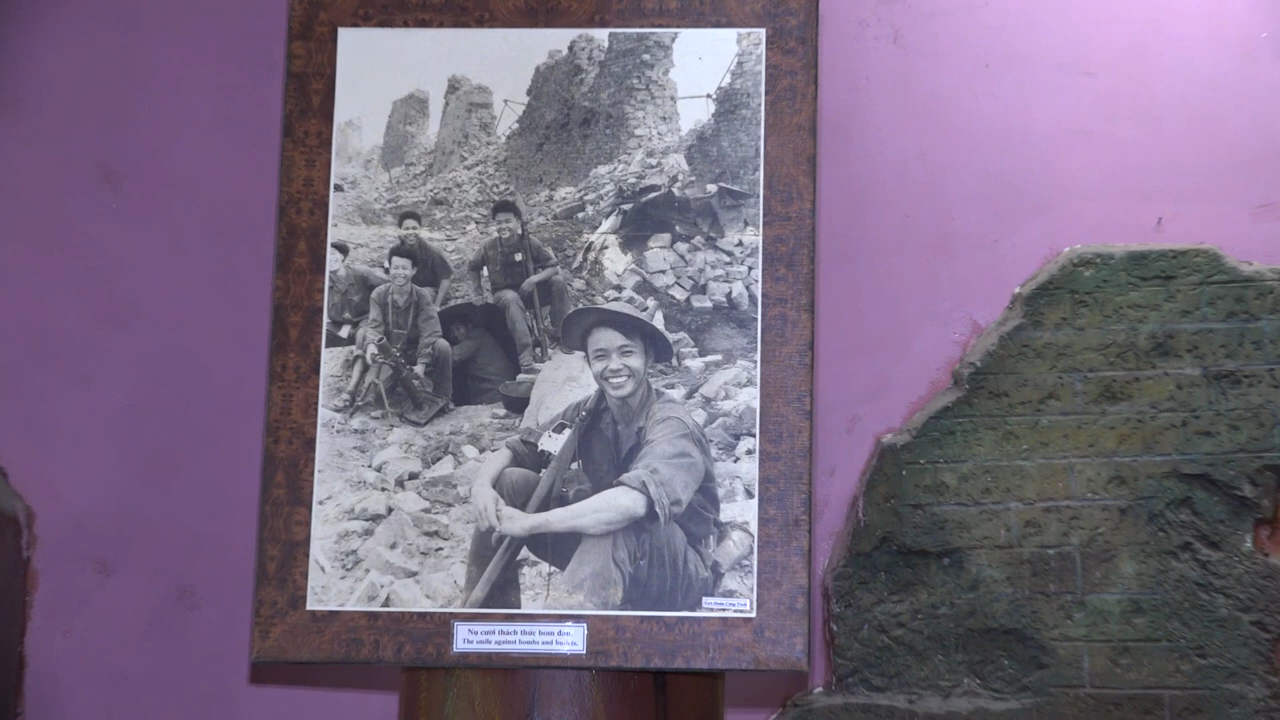 Nụ cười thách thức bom đạn.
The smile against bombs and bullets.